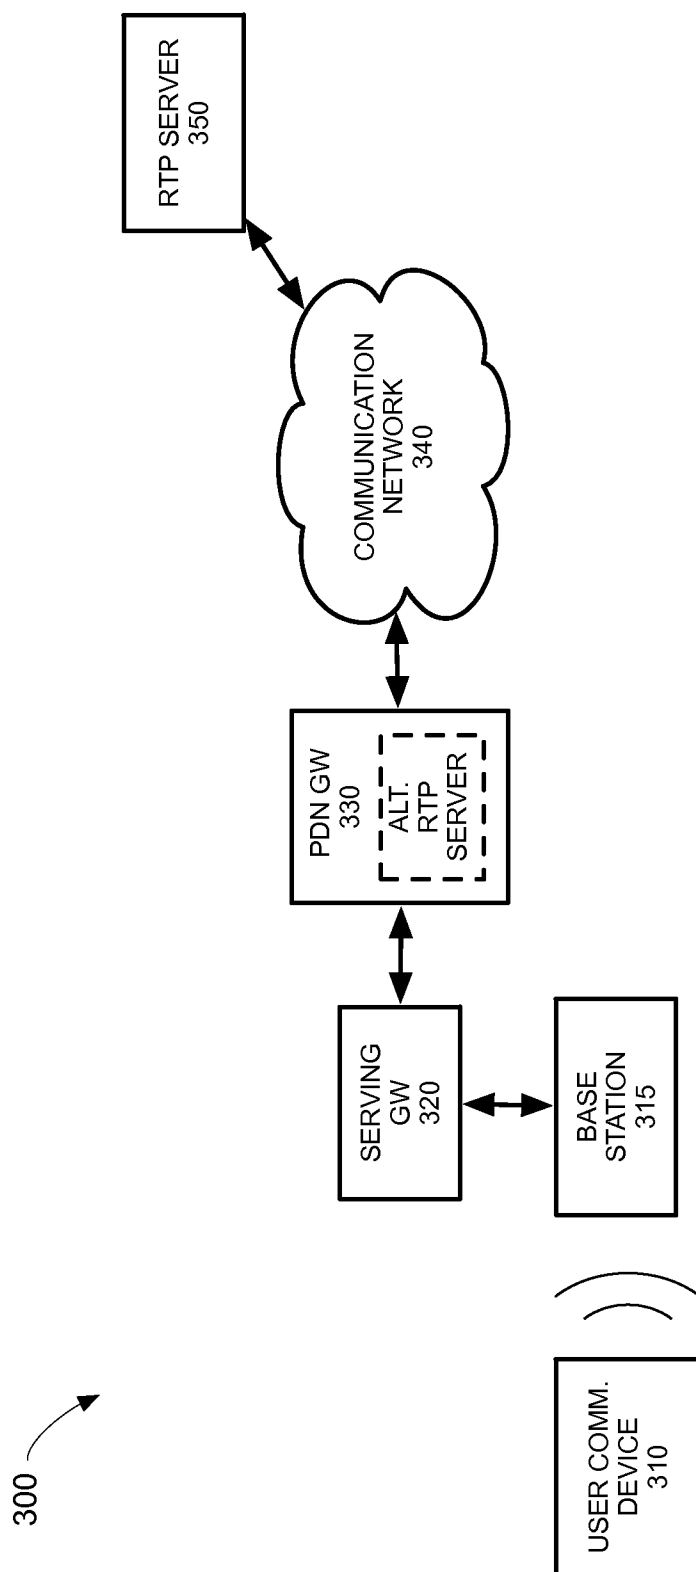 300
USER COMM.
DEVICE
310
BASE
STATION
315
SERVING
GW
320
PDN GW
330
ALT.
RTP
SERVER
COMMUNICATION
NETWORK
340
RTP SERVER
350